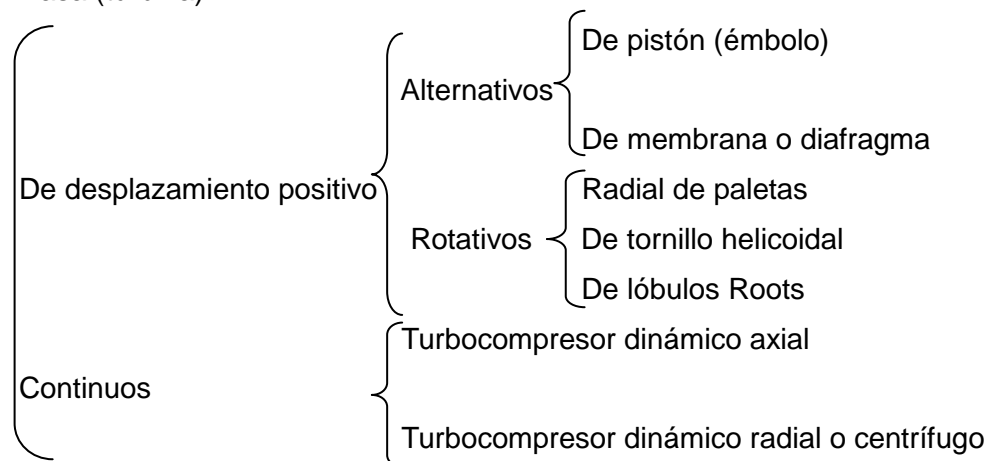 De pistón (émbolo)
Alternativos
De membrana o diafragma
De desplazamiento positivo
Radial de paletas
Rotativos
De tornillo helicoidal
De lóbulos Roots
Turbocompresor dinámico axial
Continuos
Turbocompresor dinámico radial o centrífugo